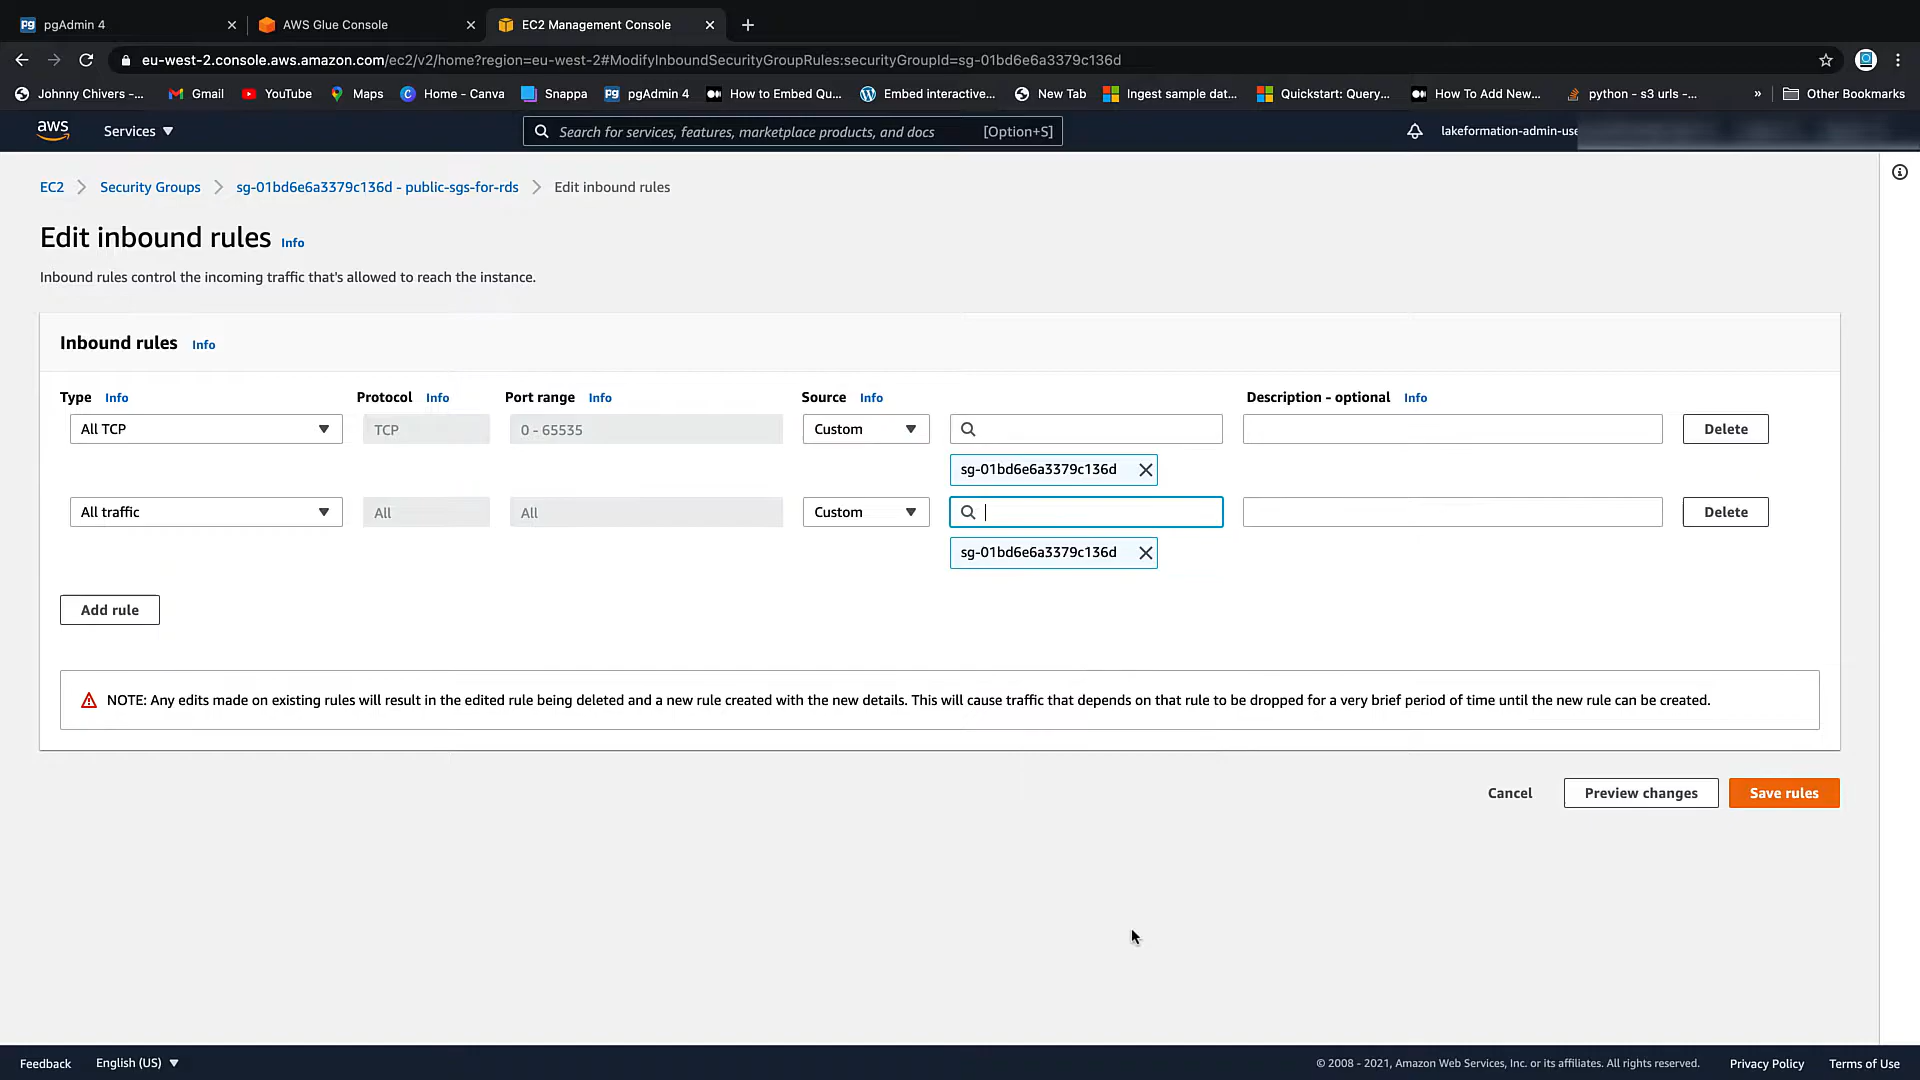 pgAdmin 4
AWS Glue Console
EC2 Management Console
eu-west-2.console.aws.amazon.com/ec2/v2/home?region=eu-west-2#ModifyInboundSecurityGroupRules:securityGroupId=sg-01bd6e6a3379c136d
Johnny Chivers -... Gmail YouTube Maps Home - Canva Snappa pgAdmin 4 How to Embed Qu... Embed interactive... New Tab Ingest sample dat... Quickstart: Query... How To Add New... python - s3 urls -... » Other Bookmarks
aws Services Search for services, features, marketplace products, and docs [Option+S] lakeformation-admin-use
EC2 Security Groups sg-01bd6e6a3379c136d - public-sgs-for-rds Edit inbound rules
Edit inbound rules Info
Inbound rules control the incoming traffic that's allowed to reach the instance.
Inbound rules Info
Type Info Protocol Info Port range Info Source Info Description - optional Info
All TCP TCP 0 - 65535 Custom Delete
sg-01bd6e6a3379c136d
All traffic All All Custom Delete
sg-01bd6e6a3379c136d
Add rule
NOTE: Any edits made on existing rules will result in the edited rule being deleted and a new rule created with the new details. This will cause traffic that depends on that rule to be dropped for a very brief period of time until the new rule can be created.
Cancel Preview changes Save rules
Feedback English (US) © 2008 - 2021, Amazon Web Services, Inc. or its affiliates. All rights reserved. Privacy Policy Terms of Use